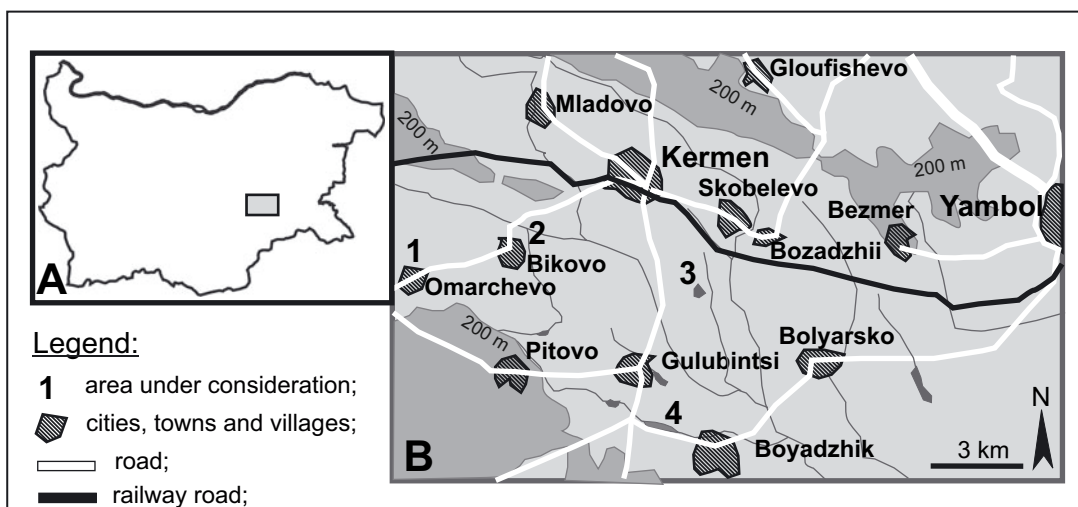 Gloufishevo
200 m
Mladovo
200 m
Kermen
200 m
Skobelevo
Bezmer
Yambol
1
2
Bikovo
Bozadzhii
3
Omarchevo
A
200 m
Pitovo
Gulubintsi
Bolyarsko
4
Boyadzhik
B
N
3 km
Legend:
1 area under consideration;
cities, towns and villages;
road;
railway road;